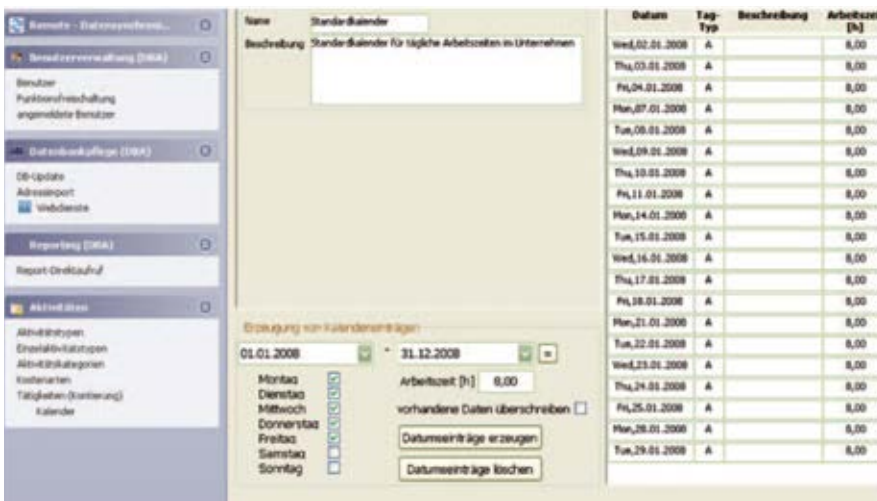 Remote - Datensynchroni...
Benutzerverwaltung (DBA)
Benutzer
Funktionsfreischaltung
angemeldete Benutzer
Datenbankpflege (DBA)
DB-Update
Adressimport
Webdienste
Reporting (DBA)
Report-Direktaufruf
Aktivitäten
Aktivitätstypen
Einzelaktivitätstypen
Aktivitätskategorien
Kostenarten
Tätigkeiten (Kontierung)
Kalender
Name Standardkalender
Beschreibung Standardkalender für tägliche Arbeitszeiten im Unternehmen
Erzeugung von Kalendereinträgen
01.01.2008 - 31.12.2008 =
Montag
Dienstag
Mittwoch
Donnerstag
Freitag
Samstag
Sonntag
Arbeitszeit [h] 8,00
vorhandene Daten überschreiben
Datumseinträge erzeugen
Datumseinträge löschen
Datum Tag-Typ Beschreibung Arbeitszei [h]
Wed,02.01.2008 A 8,00
Thu,03.01.2008 A 8,00
Fri,04.01.2008 A 8,00
Mon,07.01.2008 A 8,00
Tue,08.01.2008 A 8,00
Wed,09.01.2008 A 8,00
Thu,10.01.2008 A 8,00
Fri,11.01.2008 A 8,00
Mon,14.01.2008 A 8,00
Tue,15.01.2008 A 8,00
Wed,16.01.2008 A 8,00
Thu,17.01.2008 A 8,00
Fri,18.01.2008 A 8,00
Mon,21.01.2008 A 8,00
Tue,22.01.2008 A 8,00
Wed,23.01.2008 A 8,00
Thu,24.01.2008 A 8,00
Fri,25.01.2008 A 8,00
Mon,28.01.2008 A 8,00
Tue,29.01.2008 A 8,00